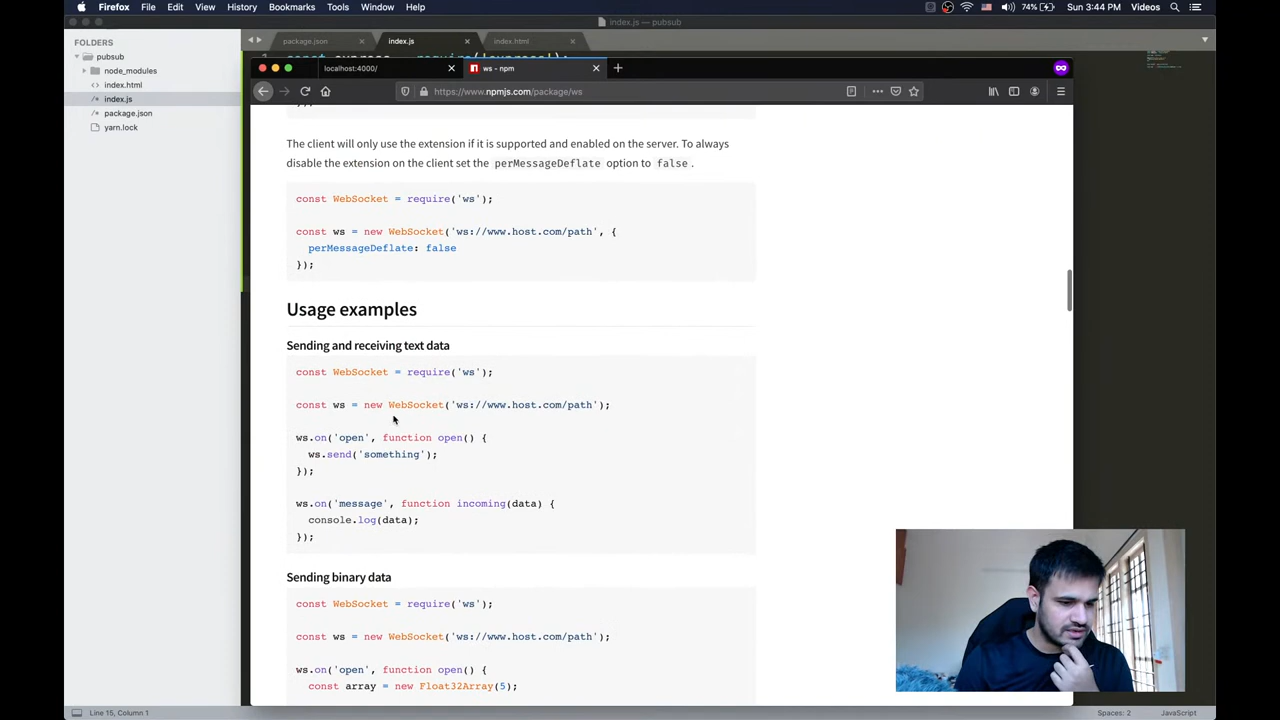 Firefox File Edit View History Bookmarks Tools Window Help 74% Sun 3:44 PM Videos
index.js — pubsub
FOLDERS
pubsub
node_modules
index.html
index.js
package.json
yarn.lock
package.json index.js index.html
localhost:4000/ ws - npm
https://www.npmjs.com/package/ws
The client will only use the extension if it is supported and enabled on the server. To always
disable the extension on the client set the perMessageDeflate option to false .
const WebSocket = require('ws');
const ws = new WebSocket('ws://www.host.com/path', {
perMessageDeflate: false
});
Usage examples
Sending and receiving text data
const WebSocket = require('ws');
const ws = new WebSocket('ws://www.host.com/path');
ws.on('open', function open() {
ws.send('something');
});
ws.on('message', function incoming(data) {
console.log(data);
});
Sending binary data
const WebSocket = require('ws');
const ws = new WebSocket('ws://www.host.com/path');
ws.on('open', function open() {
const array = new Float32Array(5);
Line 15, Column 1 Spaces: 2 JavaScript